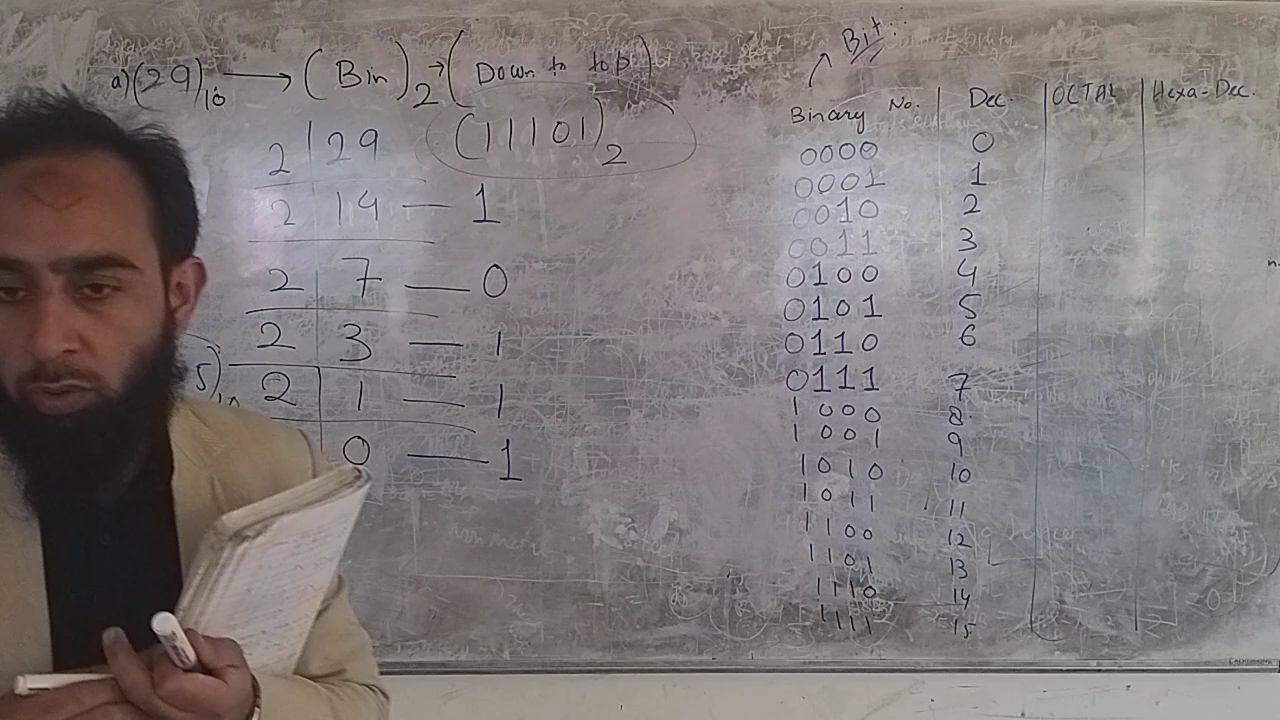 a) (29)10 → (Bin)2 → (Down to top)
(11101)2
2 | 29
2 | 14 — 1
2 | 7 — 0
2 | 3 — 1
2 | 1 — 1
0 — 1
5)10
Bit
Binary No. | Dec. | OCTAL | Hexa-Dec.
0000 0
0001 1
0010 2
0011 3
0100 4
0101 5
0110 6
0111 7
1000 8
1001 9
1010 10
1011 11
1100 12
1101 13
1110 14
1111 15